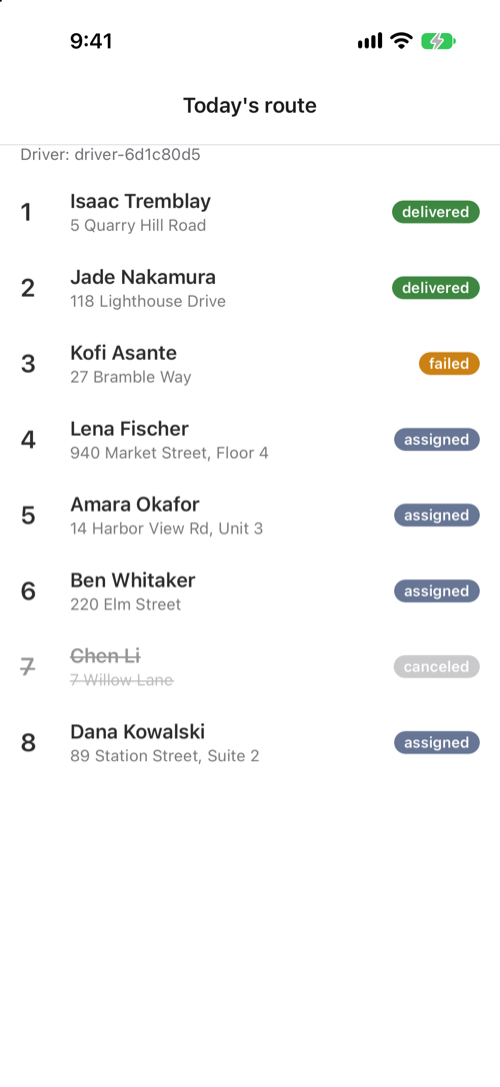 9:41
Today's route
Driver: driver-6d1c80d5
1
Isaac Tremblay
5 Quarry Hill Road
delivered
2
Jade Nakamura
118 Lighthouse Drive
delivered
3
Kofi Asante
27 Bramble Way
failed
4
Lena Fischer
940 Market Street, Floor 4
assigned
5
Amara Okafor
14 Harbor View Rd, Unit 3
assigned
6
Ben Whitaker
220 Elm Street
assigned
7
Chen Li
7 Willow Lane
canceled
8
Dana Kowalski
89 Station Street, Suite 2
assigned